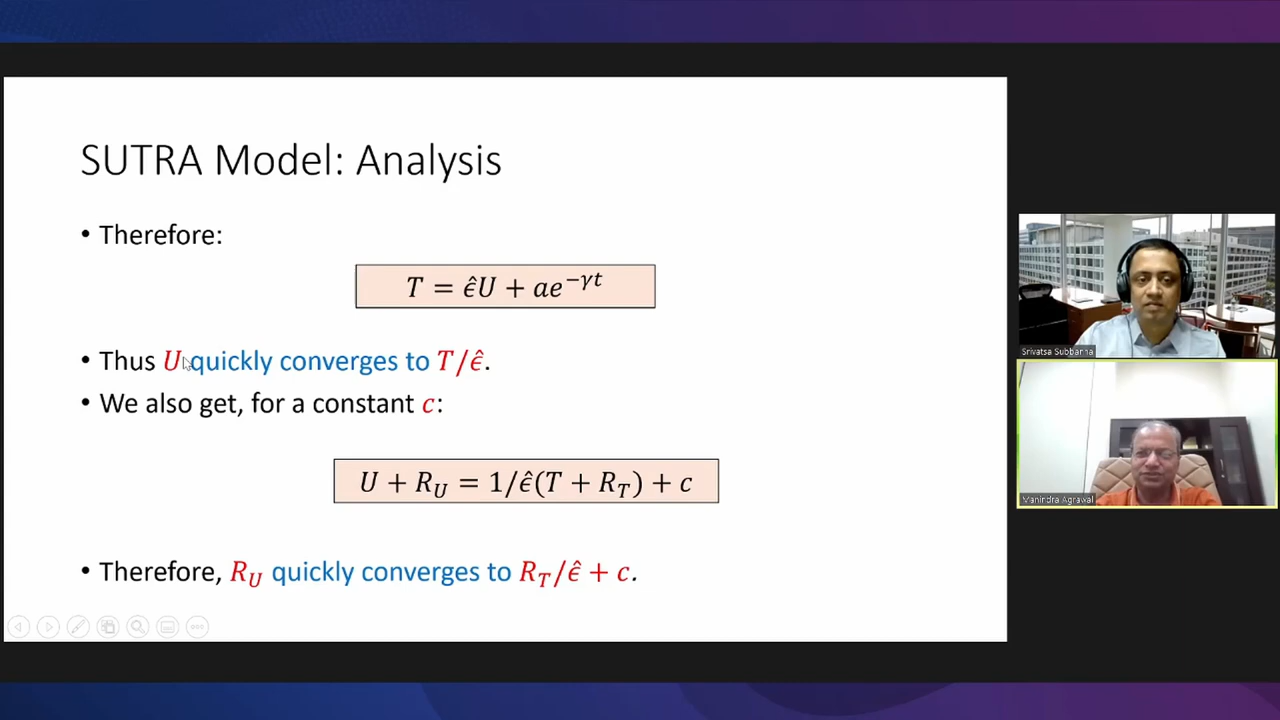 SUTRA Model: Analysis
• Therefore:
T = ϵ̂U + ae^{−γt}
• Thus U quickly converges to T/ϵ̂.
• We also get, for a constant c:
U + R_U = 1/ϵ̂(T + R_T) + c
• Therefore, R_U quickly converges to R_T/ϵ̂ + c.
Srivatsa Subbanna
Manindra Agrawal